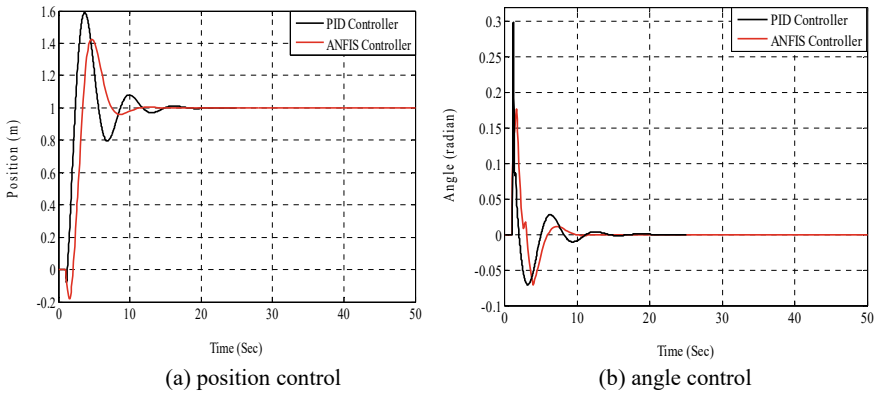 PID Controller
ANFIS Controller
1.6
1.4
1.2
1
0.8
0.6
0.4
0.2
0
-0.2
Position (m)
0 10 20 30 40 50
Time (Sec)
(a) position control
PID Controller
ANFIS Controller
0.3
0.25
0.2
0.15
0.1
0.05
0
-0.05
-0.1
Angle (radian)
0 10 20 30 40 50
Time (Sec)
(b) angle control